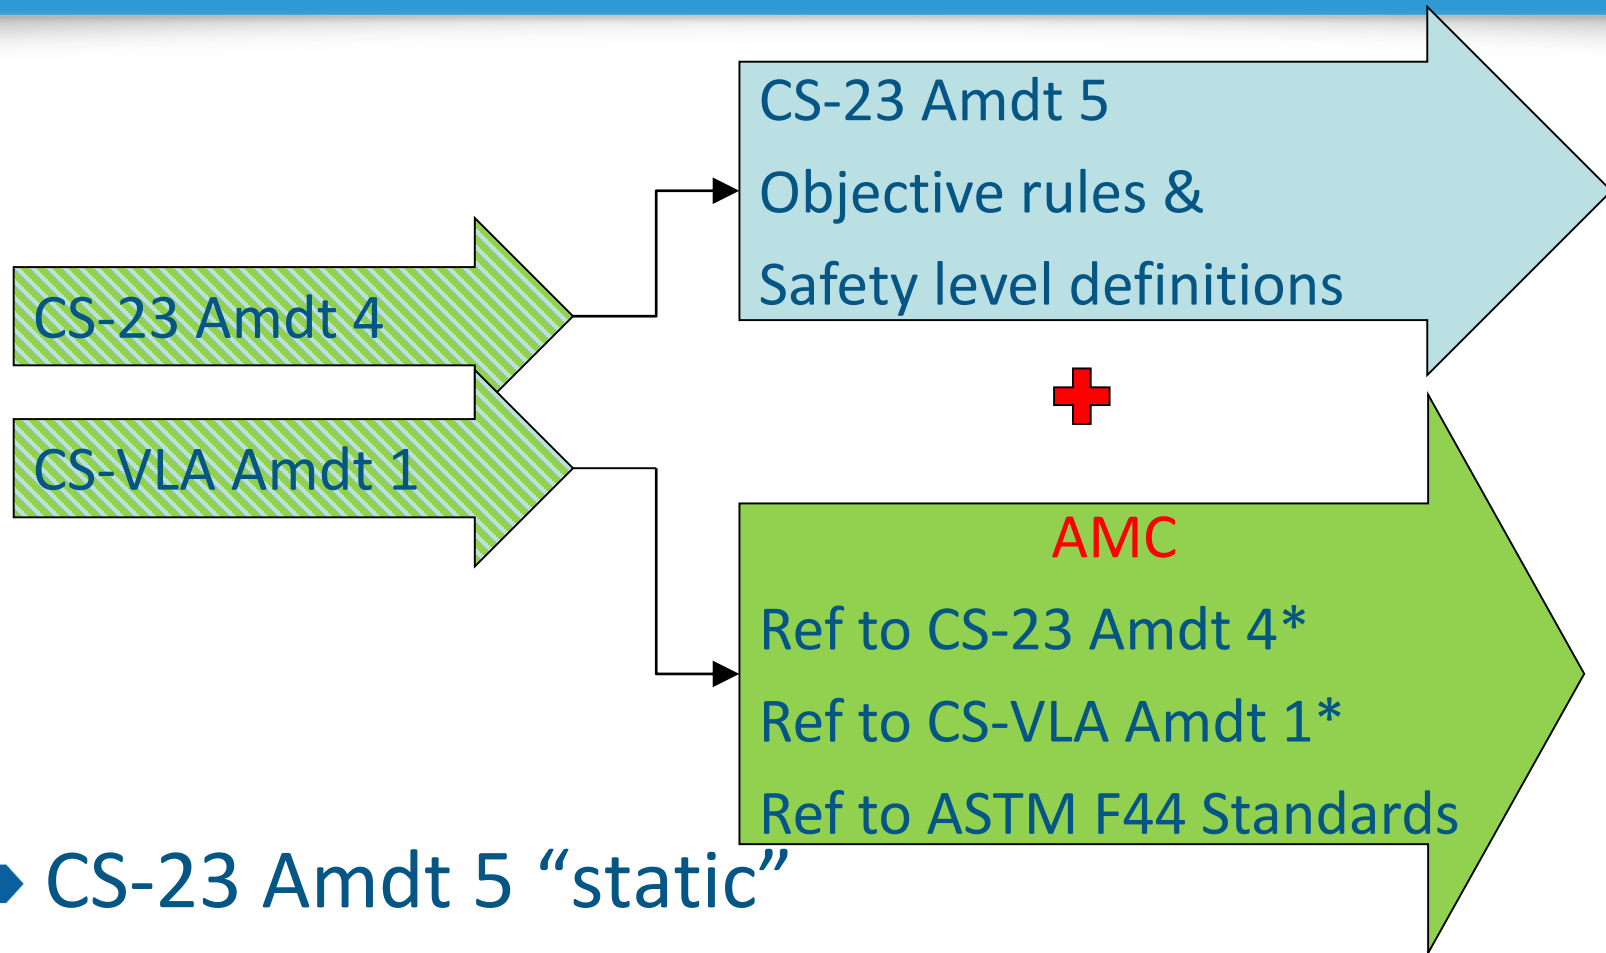 CS-23 Amdt 4
CS-VLA Amdt 1
CS-23 Amdt 5
Objective rules &
Safety level definitions
AMC
Ref to CS-23 Amdt 4*
Ref to CS-VLA Amdt 1*
Ref to ASTM F44 Standards
CS-23 Amdt 5 “static”